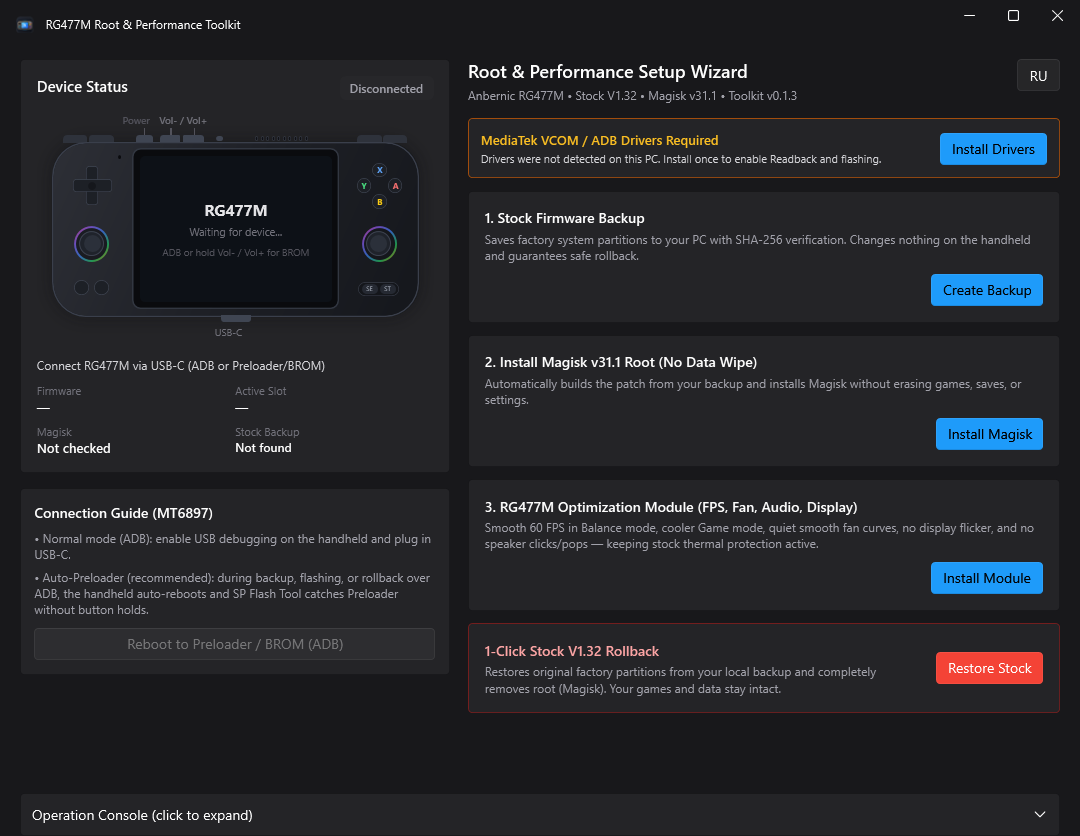 RG477M Root & Performance Toolkit
Device Status
Disconnected
Power Vol- / Vol+
X
Y
A
B
RG477M
Waiting for device...
ADB or hold Vol- / Vol+ for BROM
SE ST
USB-C
Connect RG477M via USB-C (ADB or Preloader/BROM)
Firmware
—
Active Slot
—
Magisk
Not checked
Stock Backup
Not found
Connection Guide (MT6897)
• Normal mode (ADB): enable USB debugging on the handheld and plug in
USB-C.
• Auto-Preloader (recommended): during backup, flashing, or rollback over
ADB, the handheld auto-reboots and SP Flash Tool catches Preloader
without button holds.
Reboot to Preloader / BROM (ADB)
Root & Performance Setup Wizard
Anbernic RG477M • Stock V1.32 • Magisk v31.1 • Toolkit v0.1.3
RU
MediaTek VCOM / ADB Drivers Required
Drivers were not detected on this PC. Install once to enable Readback and flashing.
Install Drivers
1. Stock Firmware Backup
Saves factory system partitions to your PC with SHA-256 verification. Changes nothing on the handheld
and guarantees safe rollback.
Create Backup
2. Install Magisk v31.1 Root (No Data Wipe)
Automatically builds the patch from your backup and installs Magisk without erasing games, saves, or
settings.
Install Magisk
3. RG477M Optimization Module (FPS, Fan, Audio, Display)
Smooth 60 FPS in Balance mode, cooler Game mode, quiet smooth fan curves, no display flicker, and no
speaker clicks/pops — keeping stock thermal protection active.
Install Module
1-Click Stock V1.32 Rollback
Restores original factory partitions from your local backup and completely
removes root (Magisk). Your games and data stay intact.
Restore Stock
Operation Console (click to expand)